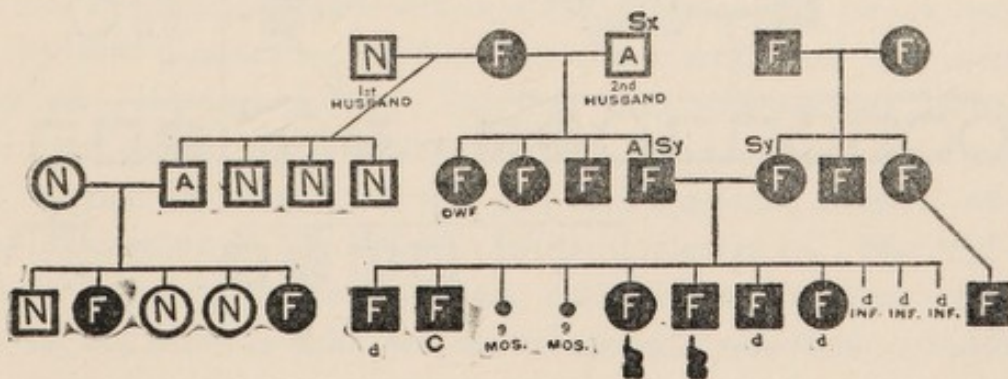 Sx
N F A F F
1st 2nd
HUSBAND HUSBAND
A Sy Sy
N A N N N F F F F F F F
DWF.
N F N N F F F 9 9 F F F F d d d F
MOS. MOS. INF. INF. INF.
d C d d